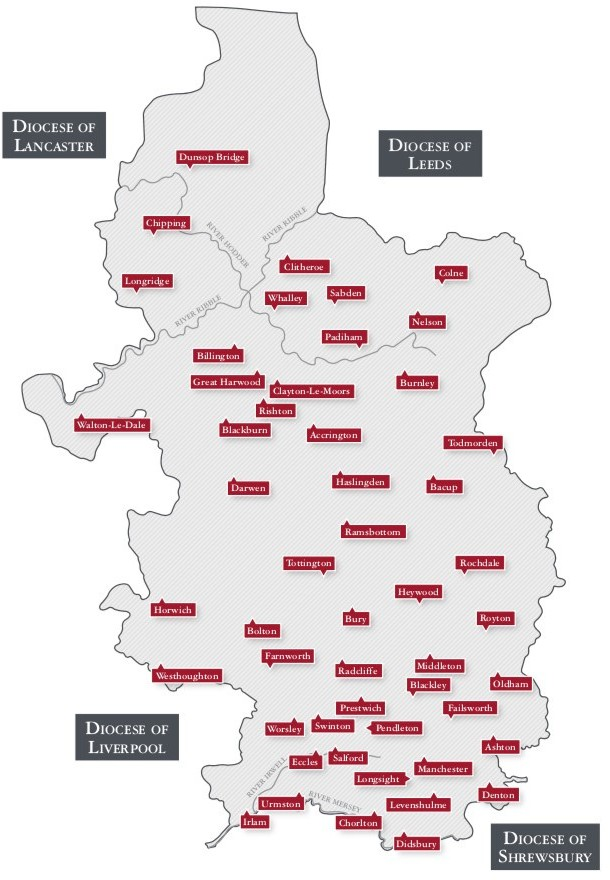 DIOCESE OF
LANCASTER
DIOCESE OF
LEEDS
Dunsop Bridge
Chipping
RIVER HODDER
RIVER RIBBLE
Clitheroe
Colne
Longridge
Whalley
Sabden
RIVER RIBBLE
Nelson
Padiham
Billington
Great Harwood
Clayton-Le-Moors
Burnley
Rishton
Walton-Le-Dale
Blackburn
Accrington
Todmorden
Darwen
Haslingden
Bacup
Ramsbottom
Tottington
Rochdale
Heywood
Horwich
Bury
Royton
Bolton
Farnworth
Radcliffe
Middleton
Westhoughton
Blackley
Oldham
Prestwich
Failsworth
DIOCESE OF
LIVERPOOL
Worsley
Swinton
Pendleton
Ashton
Eccles
Salford
Manchester
Longsight
RIVER IRWELL
Denton
Urmston
RIVER MERSEY
Levenshulme
Irlam
Chorlton
Didsbury
DIOCESE OF
SHREWSBURY